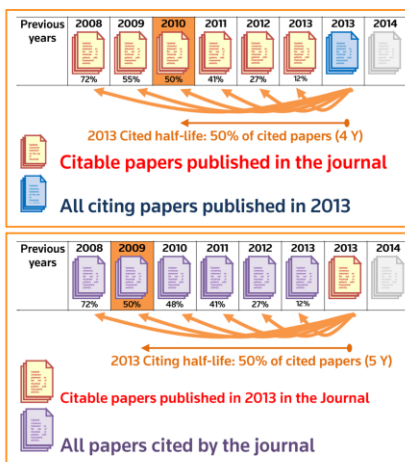 Previous years 2008 2009 2010 2011 2012 2013 2013 2014
72% 55% 50% 41% 27% 12%
2013 Cited half-life: 50% of cited papers (4 Y)
Citable papers published in the journal
All citing papers published in 2013
Previous years 2008 2009 2010 2011 2012 2013 2013 2014
72% 50% 48% 41% 27% 12%
2013 Citing half-life: 50% of cited papers (5 Y)
Citable papers published in 2013 in the Journal
All papers cited by the journal